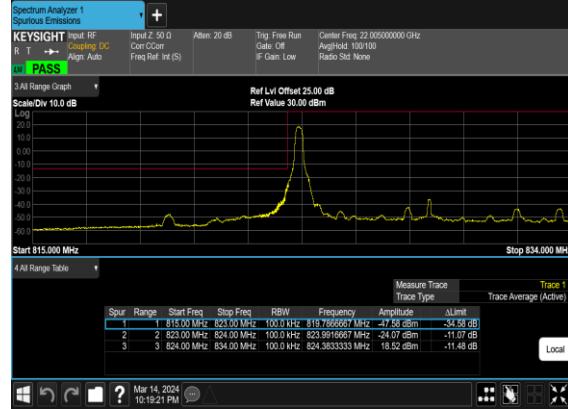 Spectrum Analyzer 1
Spurious Emissions
KEYSIGHT Input: RF Input Z: 50 Ω Atten: 20 dB Trig: Free Run Center Freq: 22.005000000 GHz
R T Coupling: DC Corr CCorr Gate: Off Avg|Hold: 100/100
Align: Auto Freq Ref: Int (S) IF Gain: Low Radio Std: None
PASS
3 All Range Graph
Ref Lvl Offset 25.00 dB
Scale/Div 10.0 dB Ref Value 30.00 dBm
Log
20.0
10.0
0.00
-10.0
-20.0
-30.0
-40.0
-50.0
-60.0
Start 815.000 MHz Stop 834.000 MH
4 All Range Table
Measure Trace Trace 1
Trace Type Trace Average (Active)
Spur Range Start Freq Stop Freq RBW Frequency Amplitude ΔLimit
1 1 815.00 MHz 823.00 MHz 100.0 kHz 819.7866667 MHz -47.58 dBm -34.58 dB
2 2 823.00 MHz 824.00 MHz 100.0 kHz 823.9916667 MHz -24.07 dBm -11.07 dB
3 3 824.00 MHz 834.00 MHz 100.0 kHz 824.3833333 MHz 18.52 dBm -11.48 dB
Local
Mar 14, 2024
10:19:21 PM